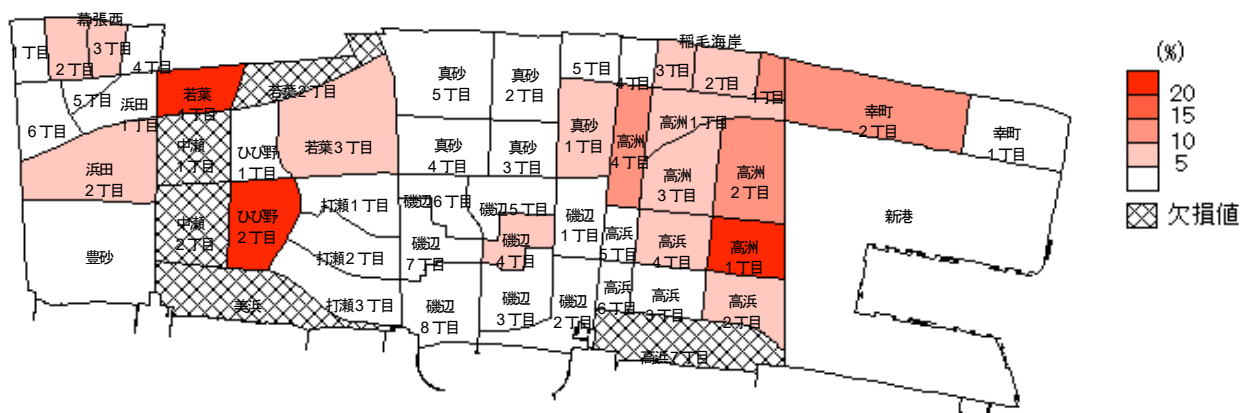 幕張西
1丁目
2丁目
3丁目
4丁目
5丁目
6丁目
浜田
1丁目
浜田
2丁目
豊砂
若葉
1丁目
若葉2丁目
若葉3丁目
中瀬
1丁目
中瀬
2丁目
ひび野
1丁目
ひび野
2丁目
美浜
打瀬1丁目
打瀬2丁目
打瀬3丁目
真砂
5丁目
真砂
2丁目
真砂
4丁目
真砂
3丁目
真砂
1丁目
磯辺6丁目
磯辺5丁目
磯辺
4丁目
磯辺
7丁目
磯辺
8丁目
磯辺
3丁目
磯辺
1丁目
磯辺
2丁目
稲毛海岸
5丁目
4丁目
3丁目
2丁目
1丁目
高洲
4丁目
高洲1丁目
高洲
3丁目
高洲
2丁目
高洲
1丁目
高浜
5丁目
高浜
4丁目
高浜
6丁目
高浜
3丁目
高浜
2丁目
高浜7丁目
幸町
2丁目
幸町
1丁目
新港
(%)
20
15
10
5
欠損値